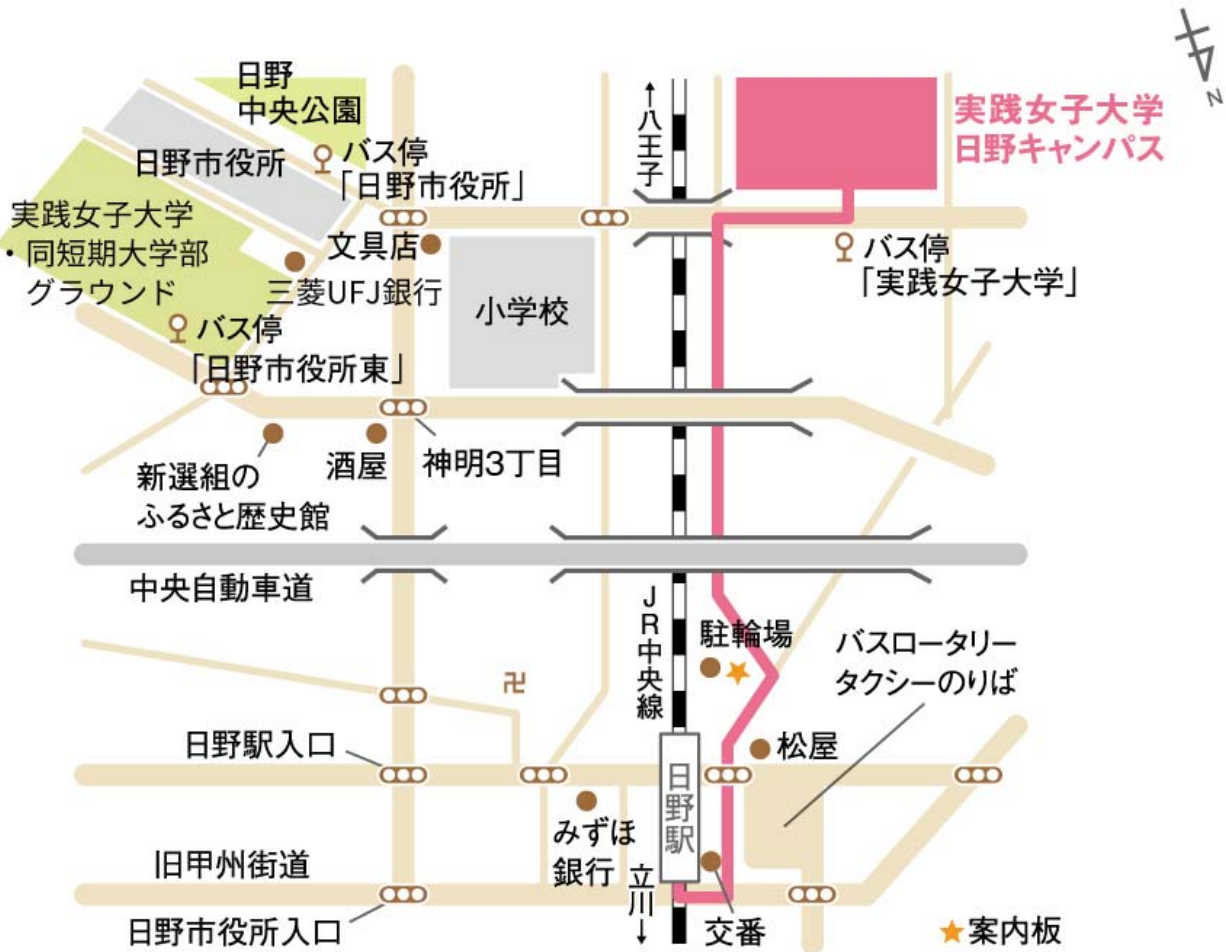 N
日野
中央公園
日野市役所
バス停
「日野市役所」
↑八王子
実践女子大学
日野キャンパス
実践女子大学
・同短期大学部
グラウンド
文具店
三菱UFJ銀行
バス停
「日野市役所東」
小学校
バス停
「実践女子大学」
新選組の
ふるさと歴史館
酒屋
神明3丁目
中央自動車道
JR中央線
駐輪場
バスロータリー
タクシーのりば
卍
日野駅入口
松屋
日野駅
みずほ
銀行
旧甲州街道
立川↓
日野市役所入口
交番
★案内板